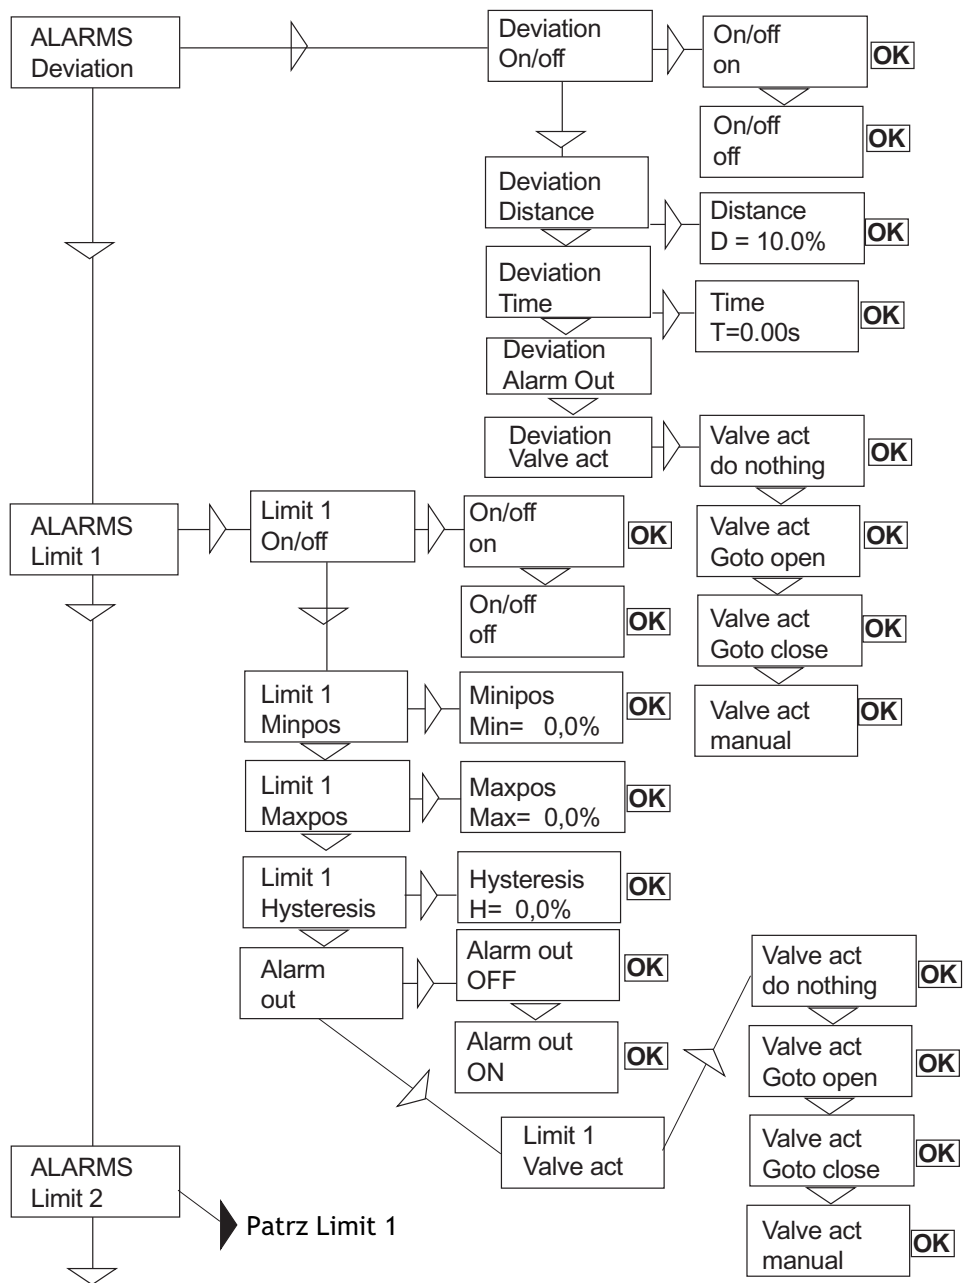 ALARMS
Deviation
Deviation
On/off
On/off
on
OK
On/off
off
OK
Deviation
Distance
Distance
D = 10.0%
OK
Deviation
Time
Time
T=0.00s
OK
Deviation
Alarm Out
Deviation
Valve act
Valve act
do nothing
OK
Valve act
Goto open
OK
Valve act
Goto close
OK
Valve act
manual
OK
ALARMS
Limit 1
Limit 1
On/off
On/off
on
OK
On/off
off
OK
Limit 1
Minpos
Minipos
Min= 0,0%
OK
Limit 1
Maxpos
Maxpos
Max= 0,0%
OK
Limit 1
Hysteresis
Hysteresis
H= 0,0%
OK
Alarm
out
Alarm out
OFF
OK
Alarm out
ON
OK
Limit 1
Valve act
Valve act
do nothing
OK
Valve act
Goto open
OK
Valve act
Goto close
OK
Valve act
manual
OK
ALARMS
Limit 2
Patrz Limit 1